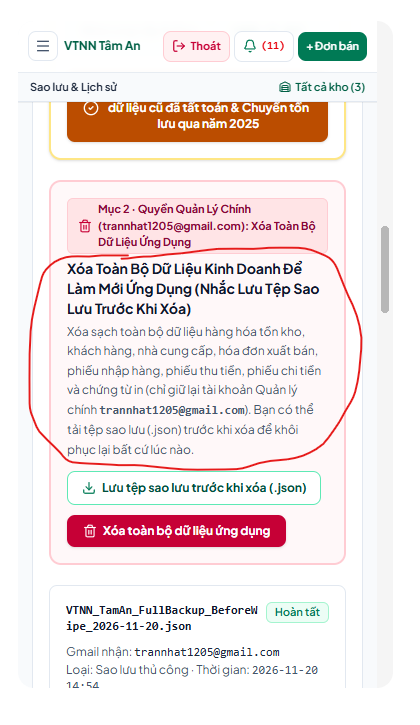 VTNN Tâm An
Thoát
(11)
+ Đơn bán
Sao lưu & Lịch sử
Tất cả kho (3)
dữ liệu cũ đã tất toán & Chuyển tồn
lưu qua năm 2025
Mục 2 · Quyền Quản Lý Chính
(trannhat1205@gmail.com): Xóa Toàn Bộ
Dữ Liệu Ứng Dụng
Xóa Toàn Bộ Dữ Liệu Kinh Doanh Để
Làm Mới Ứng Dụng (Nhắc Lưu Tệp Sao
Lưu Trước Khi Xóa)
Xóa sạch toàn bộ dữ liệu hàng hóa tồn kho,
khách hàng, nhà cung cấp, hóa đơn xuất bán,
phiếu nhập hàng, phiếu thu tiền, phiếu chi tiền
và chứng từ in (chỉ giữ lại tài khoản Quản lý
chính trannhat1205@gmail.com). Bạn có thể
tải tệp sao lưu (.json) trước khi xóa để khôi
phục lại bất cứ lúc nào.
Lưu tệp sao lưu trước khi xóa (.json)
Xóa toàn bộ dữ liệu ứng dụng
VTNN_TamAn_FullBackup_BeforeW
ipe_2026-11-20.json
Hoàn tất
Gmail nhận: trannhat1205@gmail.com
Loại: Sao lưu thủ công · Thời gian: 2026-11-20
14:54